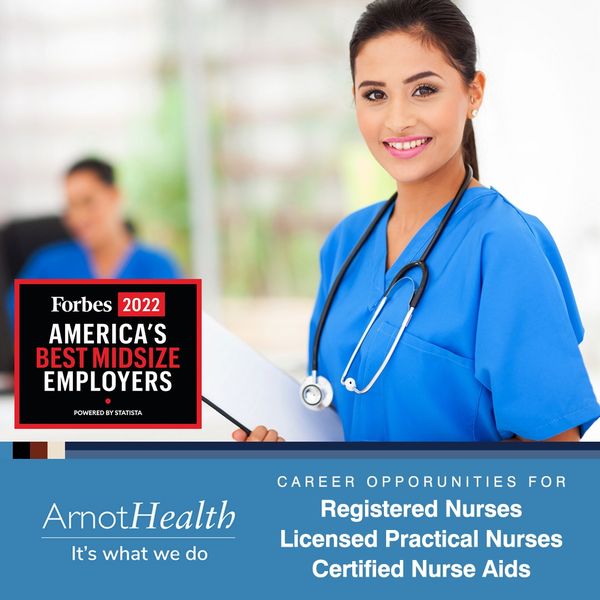 Forbes 2022
AMERICA'S
BEST MIDSIZE
EMPLOYERS
POWERED BY STATISTA
ArnotHealth
It's what we do
CAREER OPPORUNITIES FOR
Registered Nurses
Licensed Practical Nurses
Certified Nurse Aids